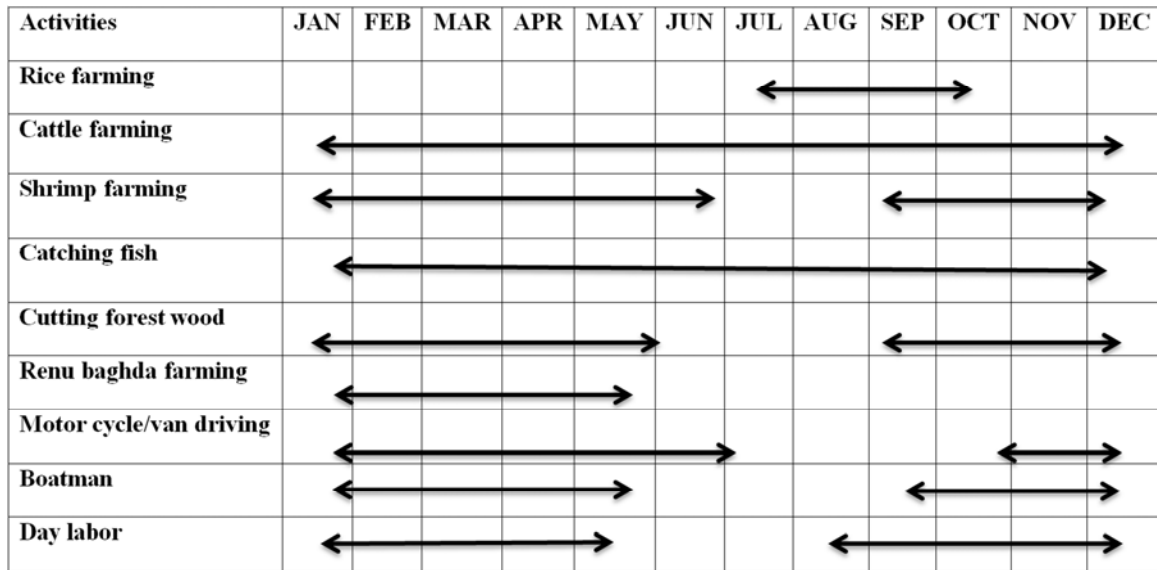 Activities JAN FEB MAR APR MAY JUN JUL AUG SEP OCT NOV DEC
Rice farming
Cattle farming
Shrimp farming
Catching fish
Cutting forest wood
Renu baghda farming
Motor cycle/van driving
Boatman
Day labor